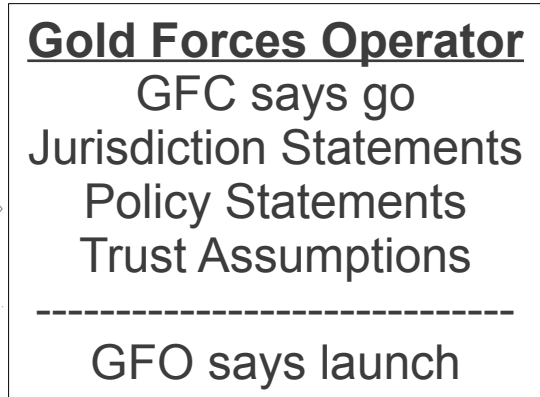 Gold Forces Operator
GFC says go
Jurisdiction Statements
Policy Statements
Trust Assumptions
------------------------------
GFO says launch